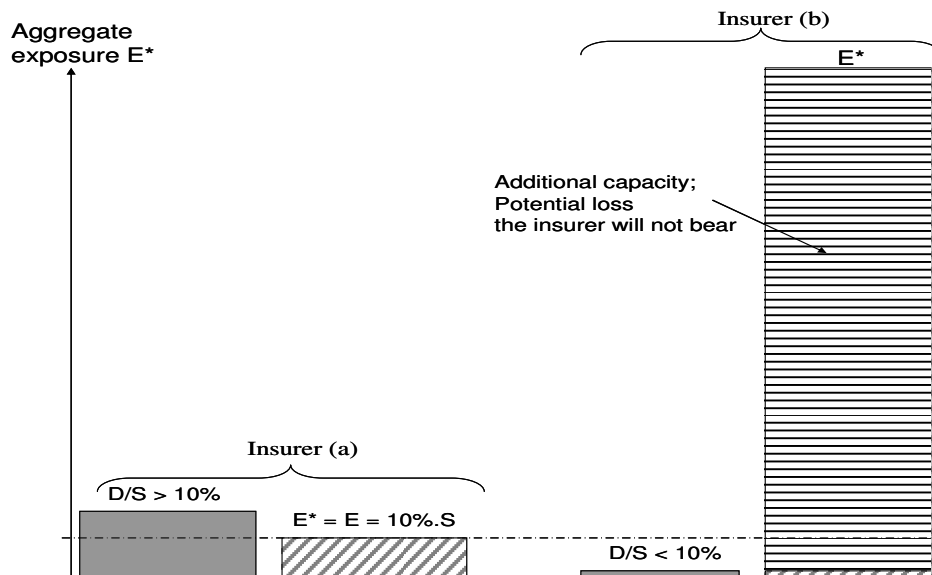 Insurer (b)
Aggregate
exposure E*
E*
Additional capacity;
Potential loss
the insurer will not bear
Insurer (a)
D/S > 10%
E* = E = 10%.S
D/S < 10%